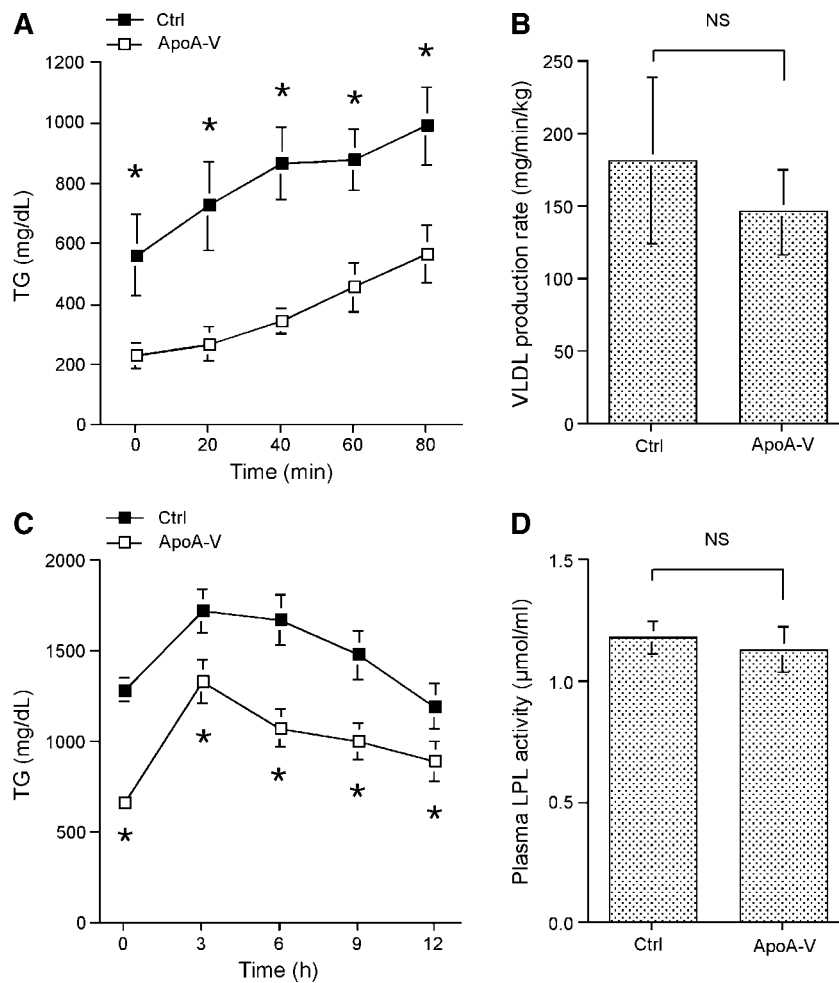 A
Ctrl
ApoA-V
1200
1000
800
600
400
200
0
TG (mg/dL)
*
*
*
*
*
0 20 40 60 80
Time (min)
B
NS
250
200
150
100
50
0
VLDL production rate (mg/min/kg)
Ctrl ApoA-V
C
Ctrl
ApoA-V
2000
1500
1000
500
0
TG (mg/dL)
*
*
*
*
*
0 3 6 9 12
Time (h)
D
NS
1.5
1.0
0.5
0.0
Plasma LPL activity (μmol/ml)
Ctrl ApoA-V